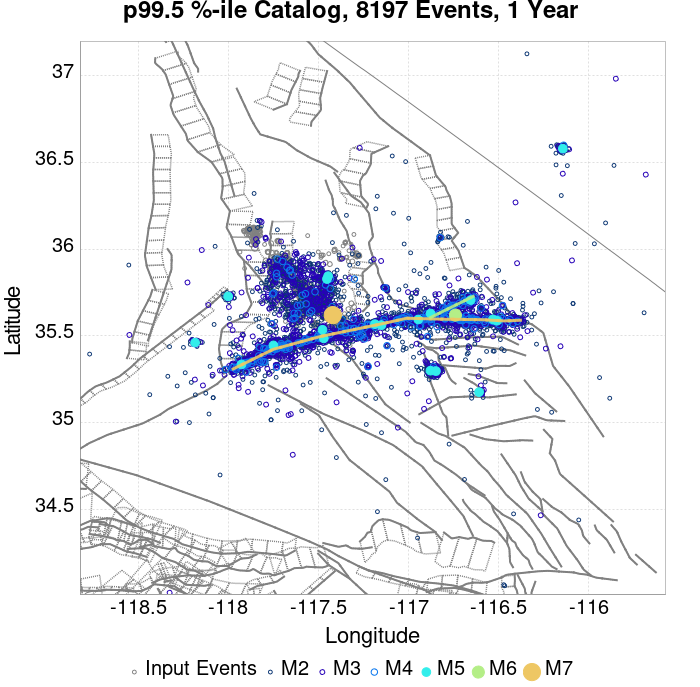 p99.5 %-ile Catalog, 8197 Events, 1 Year
37
36.5
36
35.5
35
34.5
Latitude
-118.5 -118 -117.5 -117 -116.5 -116
Longitude
Input Events M2 M3 M4 M5 M6 M7